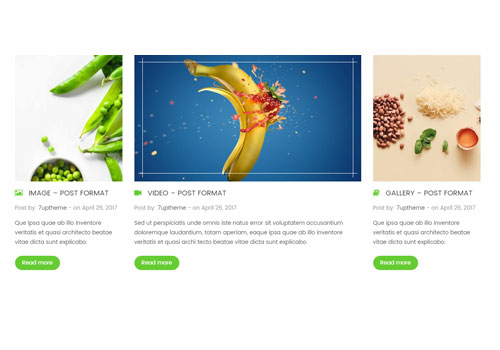 IMAGE – POST FORMAT
Post by: 7uptheme - on April 26, 2017
Que ipsa quae ab illo inventore
veritatis et quasi architecto beatae
vitae dicta sunt explicabo.
Read more
VIDEO – POST FORMAT
Post by: 7uptheme - on April 26, 2017
Sed ut perspiciatis unde omnis iste natus error sit voluptatem accusantium
doloremque laudantium, totam aperiam, eaque ipsa quae ab illo inventore
veritatis et quasi archi tecto beatae vitae dicta sunt explicabo.
Read more
GALLERY – POST FORMAT
Post by: 7uptheme - on April 26, 2017
Que ipsa quae ab illo inventore
veritatis et quasi architecto beatae
vitae dicta sunt explicabo.
Read more